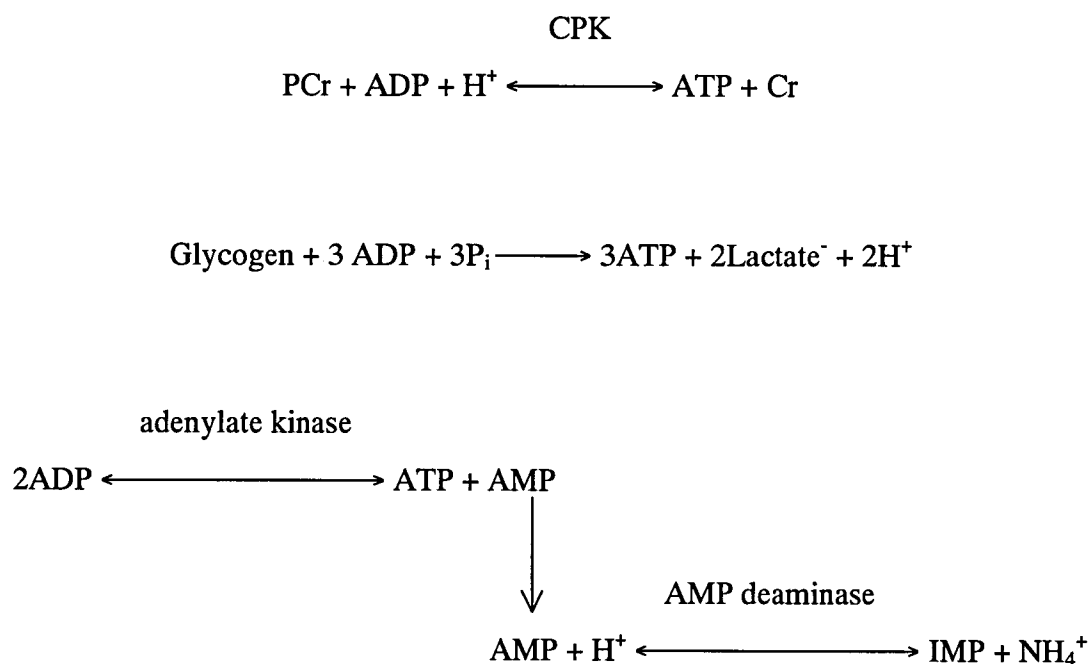 CPK
PCr + ADP + H⁺ ⟷ ATP + Cr
Glycogen + 3 ADP + 3Pᵢ ⟶ 3ATP + 2Lactate⁻ + 2H⁺
adenylate kinase
2ADP ⟷ ATP + AMP
AMP deaminase
AMP + H⁺ ⟷ IMP + NH₄⁺